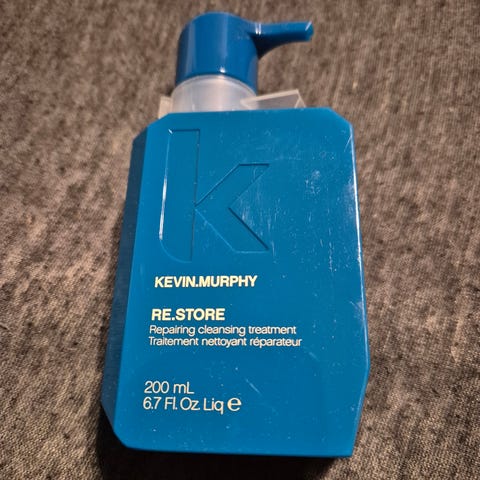 K
KEVIN.MURPHY
RE.STORE
Repairing cleansing treatment
Traitement nettoyant réparateur
200 mL
6.7 Fl. Oz. Liq ℮